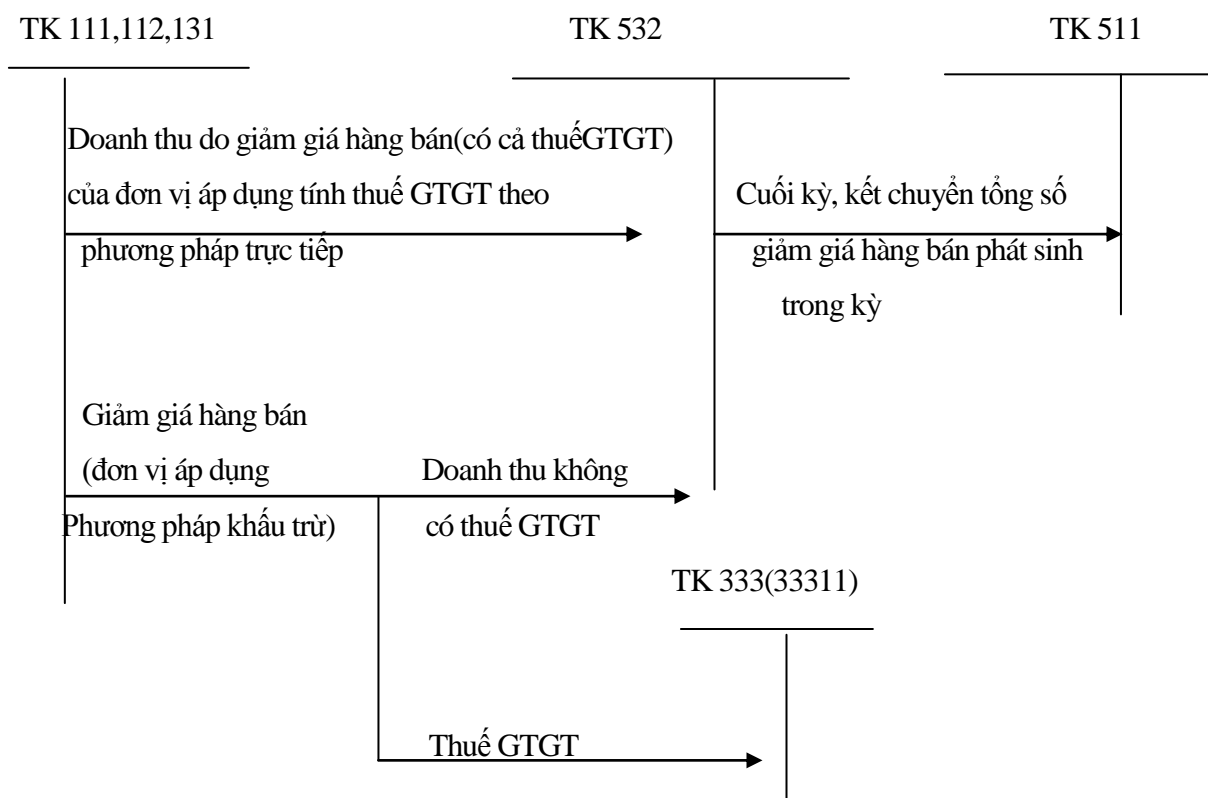 TK 111,112,131 TK 532 TK 511
Doanh thu do giảm giá hàng bán(có cả thuếGTGT)
của đơn vị áp dụng tính thuế GTGT theo
phương pháp trực tiếp
Cuối kỳ, kết chuyển tổng số
giảm giá hàng bán phát sinh
trong kỳ
Giảm giá hàng bán
(đơn vị áp dụng
Phương pháp khấu trừ)
Doanh thu không
có thuế GTGT
TK 333(33311)
Thuế GTGT